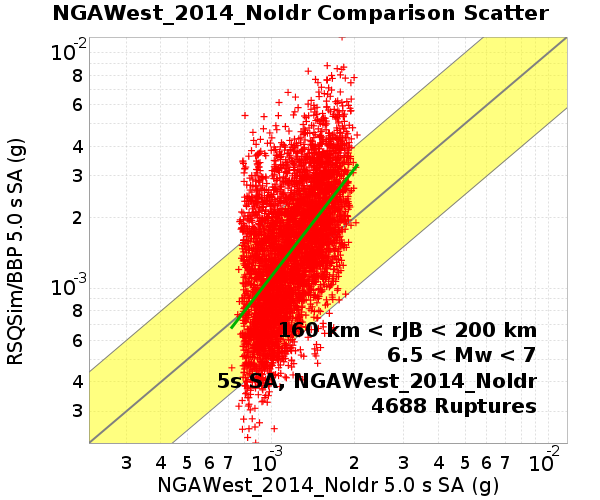 NGAWest_2014_NoIdr Comparison Scatter
10-2
8
6
4
3
2
10-3
8
6
4
3
RSQSim/BBP 5.0 s SA (g)
160 km < rJB < 200 km
6.5 < Mw < 7
5s SA, NGAWest_2014_NoIdr
4688 Ruptures
3 4 5 6 7 10-3 2 3 4 5 6 7 10-2
NGAWest_2014_NoIdr 5.0 s SA (g)